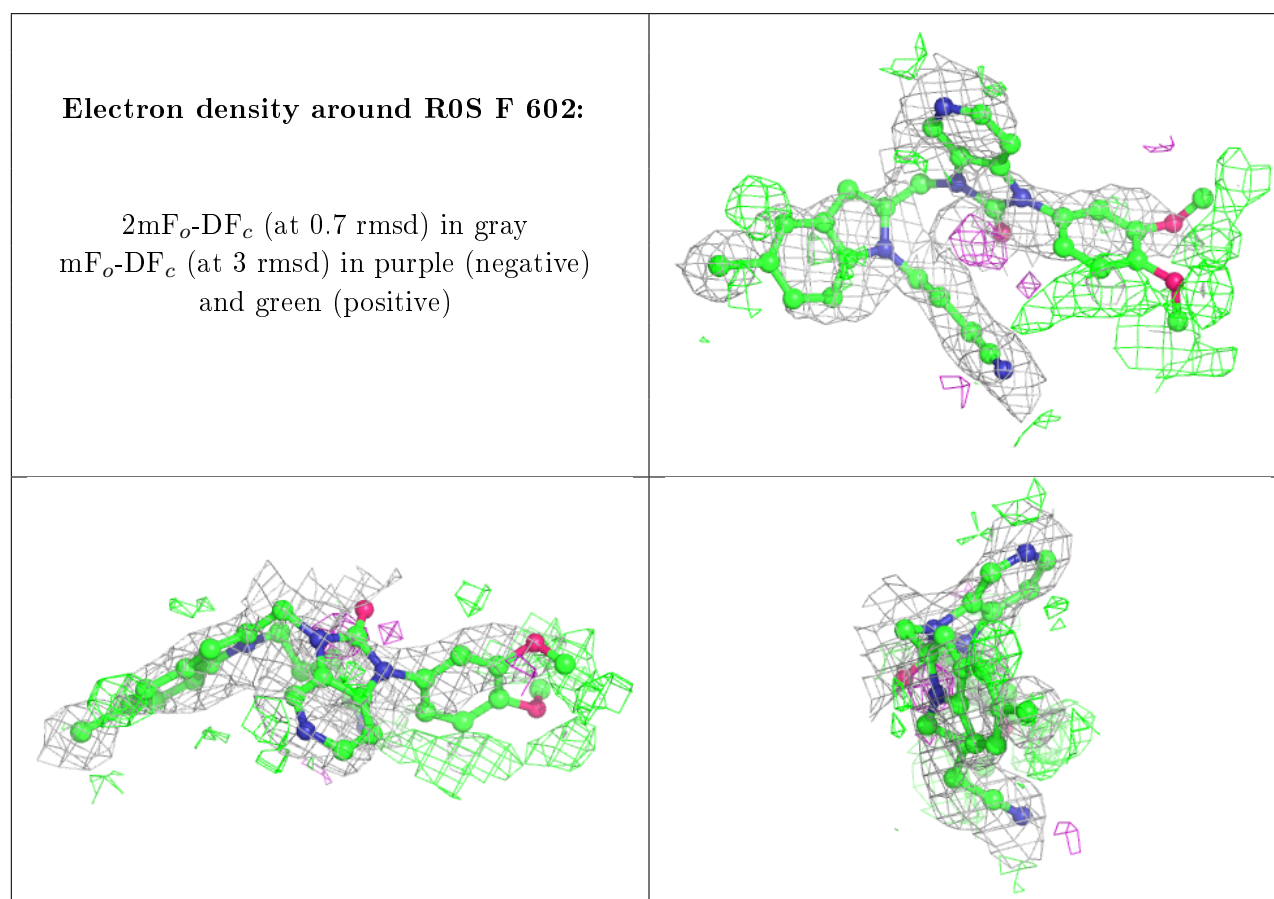 Electron density around R0S F 602:
2mFo-DFc (at 0.7 rmsd) in gray
mFo-DFc (at 3 rmsd) in purple (negative)
and green (positive)